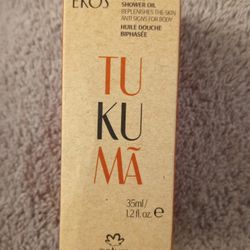 EKOS
SHOWER OIL
REPLENISHES THE SKIN
ANTI SIGNS FOR BODY
HUILE DOUCHE
BIPHASÉE
TU
KU
MÃ
35ml/
1.2 fl. oz. e